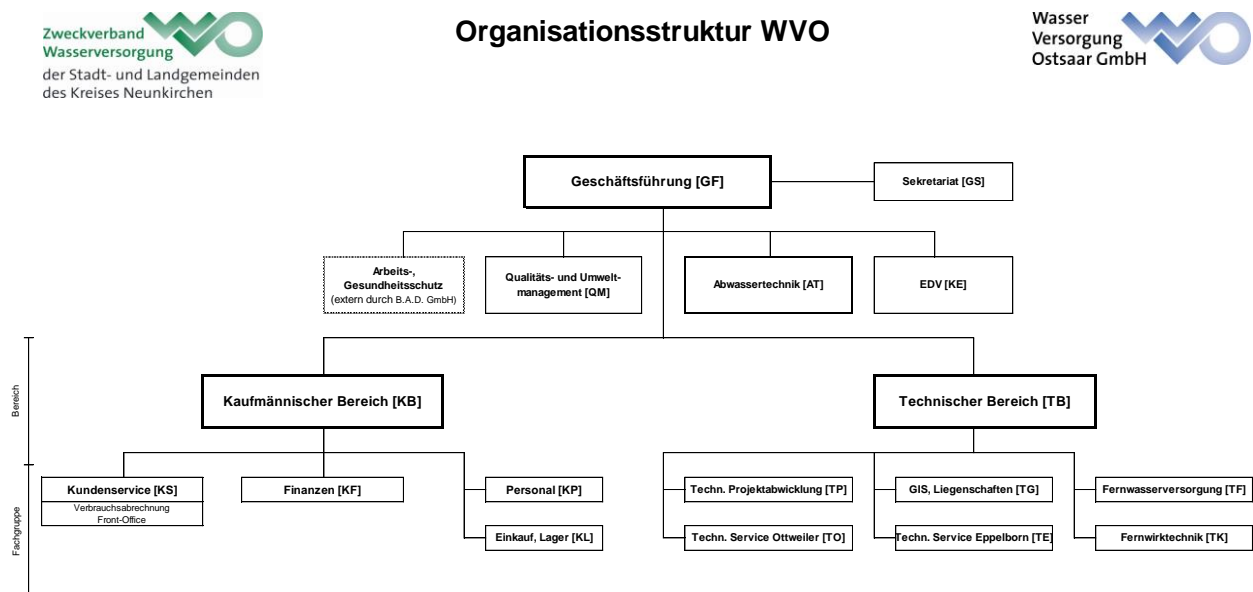 Zweckverband
Wasserversorgung
der Stadt- und Landgemeinden
des Kreises Neunkirchen
Organisationsstruktur WVO
Wasser
Versorgung
Ostsaar GmbH
Geschäftsführung [GF]
Sekretariat [GS]
Arbeits-,
Gesundheitsschutz
(extern durch B.A.D. GmbH)
Qualitäts- und Umwelt-
management [QM]
Abwassertechnik [AT]
EDV [KE]
Bereich
Kaufmännischer Bereich [KB]
Technischer Bereich [TB]
Fachgruppe
Kundenservice [KS]
Verbrauchsabrechnung
Front-Office
Finanzen [KF]
Personal [KP]
Einkauf, Lager [KL]
Techn. Projektabwicklung [TP]
GIS, Liegenschaften [TG]
Fernwasserversorgung [TF]
Techn. Service Ottweiler [TO]
Techn. Service Eppelborn [TE]
Fernwirktechnik [TK]